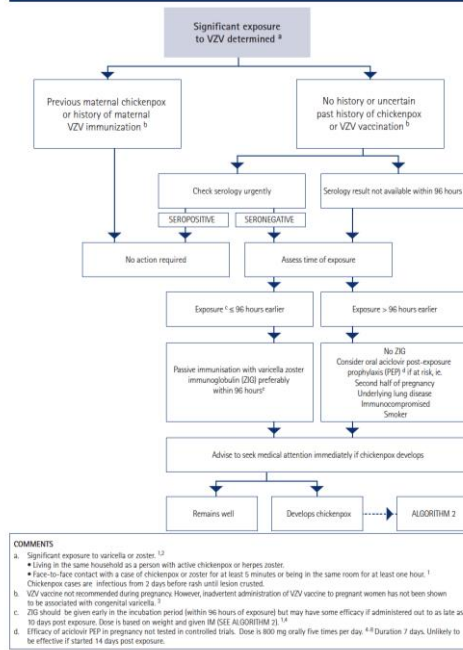 Significant exposure
to VZV determined a
Previous maternal chickenpox
or history of maternal
VZV immunization b
No history or uncertain
past history of chickenpox
or VZV vaccination b
Check serology urgently
Serology result not available within 96 hours
SEROPOSITIVE
SERONEGATIVE
No action required
Assess time of exposure
Exposure c ≤ 96 hours earlier
Exposure > 96 hours earlier
Passive immunisation with varicella zoster
immunoglobulin (ZIG) preferably
within 96 hours c
No ZIG
Consider oral aciclovir post-exposure
prophylaxis (PEP) d if at risk, ie.
Second half of pregnancy
Underlying lung disease
Immunocompromised
Smoker
Advise to seek medical attention immediately if chickenpox develops
Remains well
Develops chickenpox
ALGORITHM 2
COMMENTS
a. Significant exposure to varicella or zoster. 1,2
• Living in the same household as a person with active chickenpox or herpes zoster.
• Face-to-face contact with a case of chickenpox or zoster for at least 5 minutes or being in the same room for at least one hour. 1
Chickenpox cases are infectious from 2 days before rash until lesion crusted.
b. VZV vaccine not recommended during pregnancy. However, inadvertent administration of VZV vaccine to pregnant women has not been shown
to be associated with congenital varicella. 3
c. ZIG should be given early in the incubation period (within 96 hours of exposure) but may have some efficacy if administered out to as late as
10 days post exposure. Dose is based on weight and given IM (SEE ALGORITHM 2). 1,4
d. Efficacy of aciclovir PEP in pregnancy not tested in controlled trials. Dose is 800 mg orally five times per day. Duration 7 days. Unlikely to
be effective if started 14 days post exposure.